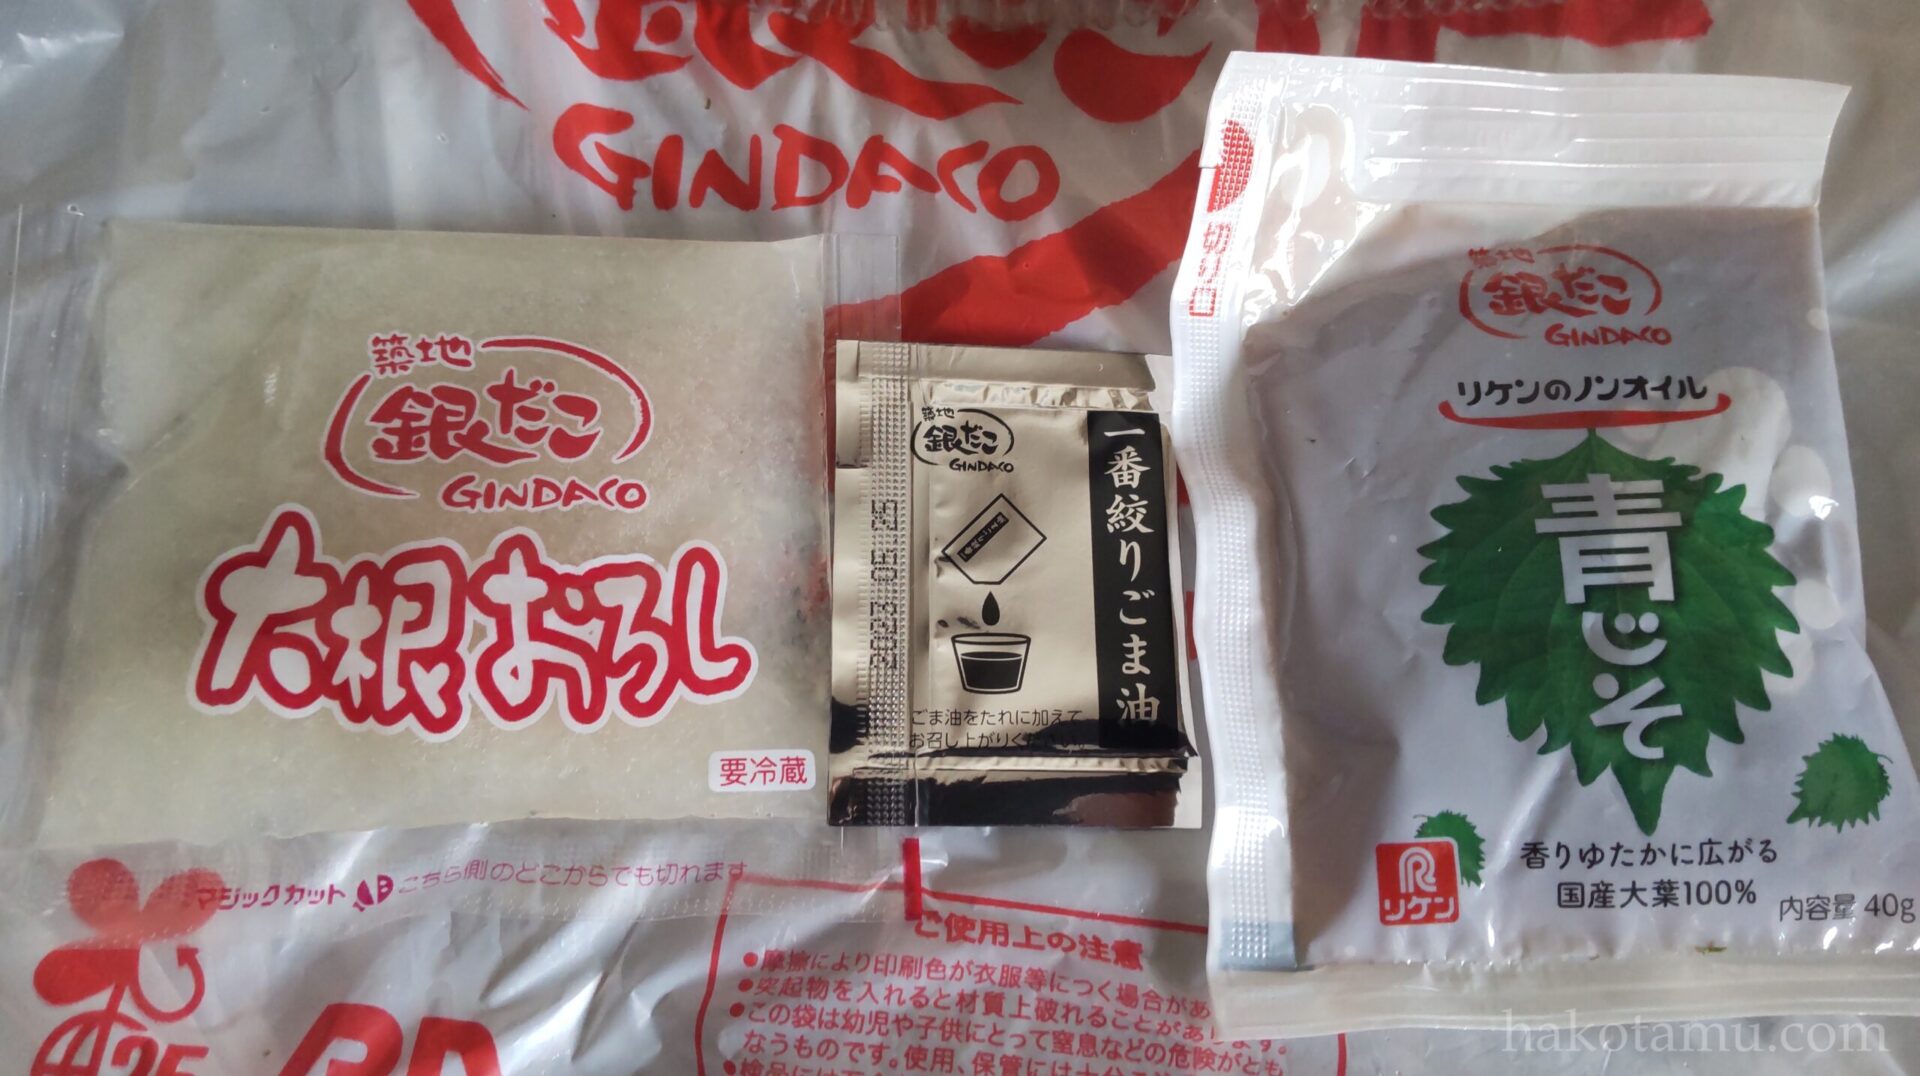 GINDACO
築地
銀だこ
GINDACO
大根おろし
要冷蔵
マジックカット こちら側のどこからでも切れます
築地
銀だこ
GINDACO
一番絞りごま油
ごま油をたれに加えて
お召し上がりください。
切り口
築地
銀だこ
GINDACO
リケンのノンオイル
青じそ
リケン
香りゆたかに広がる
国産大葉100%
内容量 40g
ご使用上の注意
●摩擦により印刷色が衣服等につく場合があ
●突起物を入れると材質上破れることがあります。
●この袋は幼児や子供にとって窒息などの危険がとも
なうものです。使用、保管には十分
25
hakotamu.com